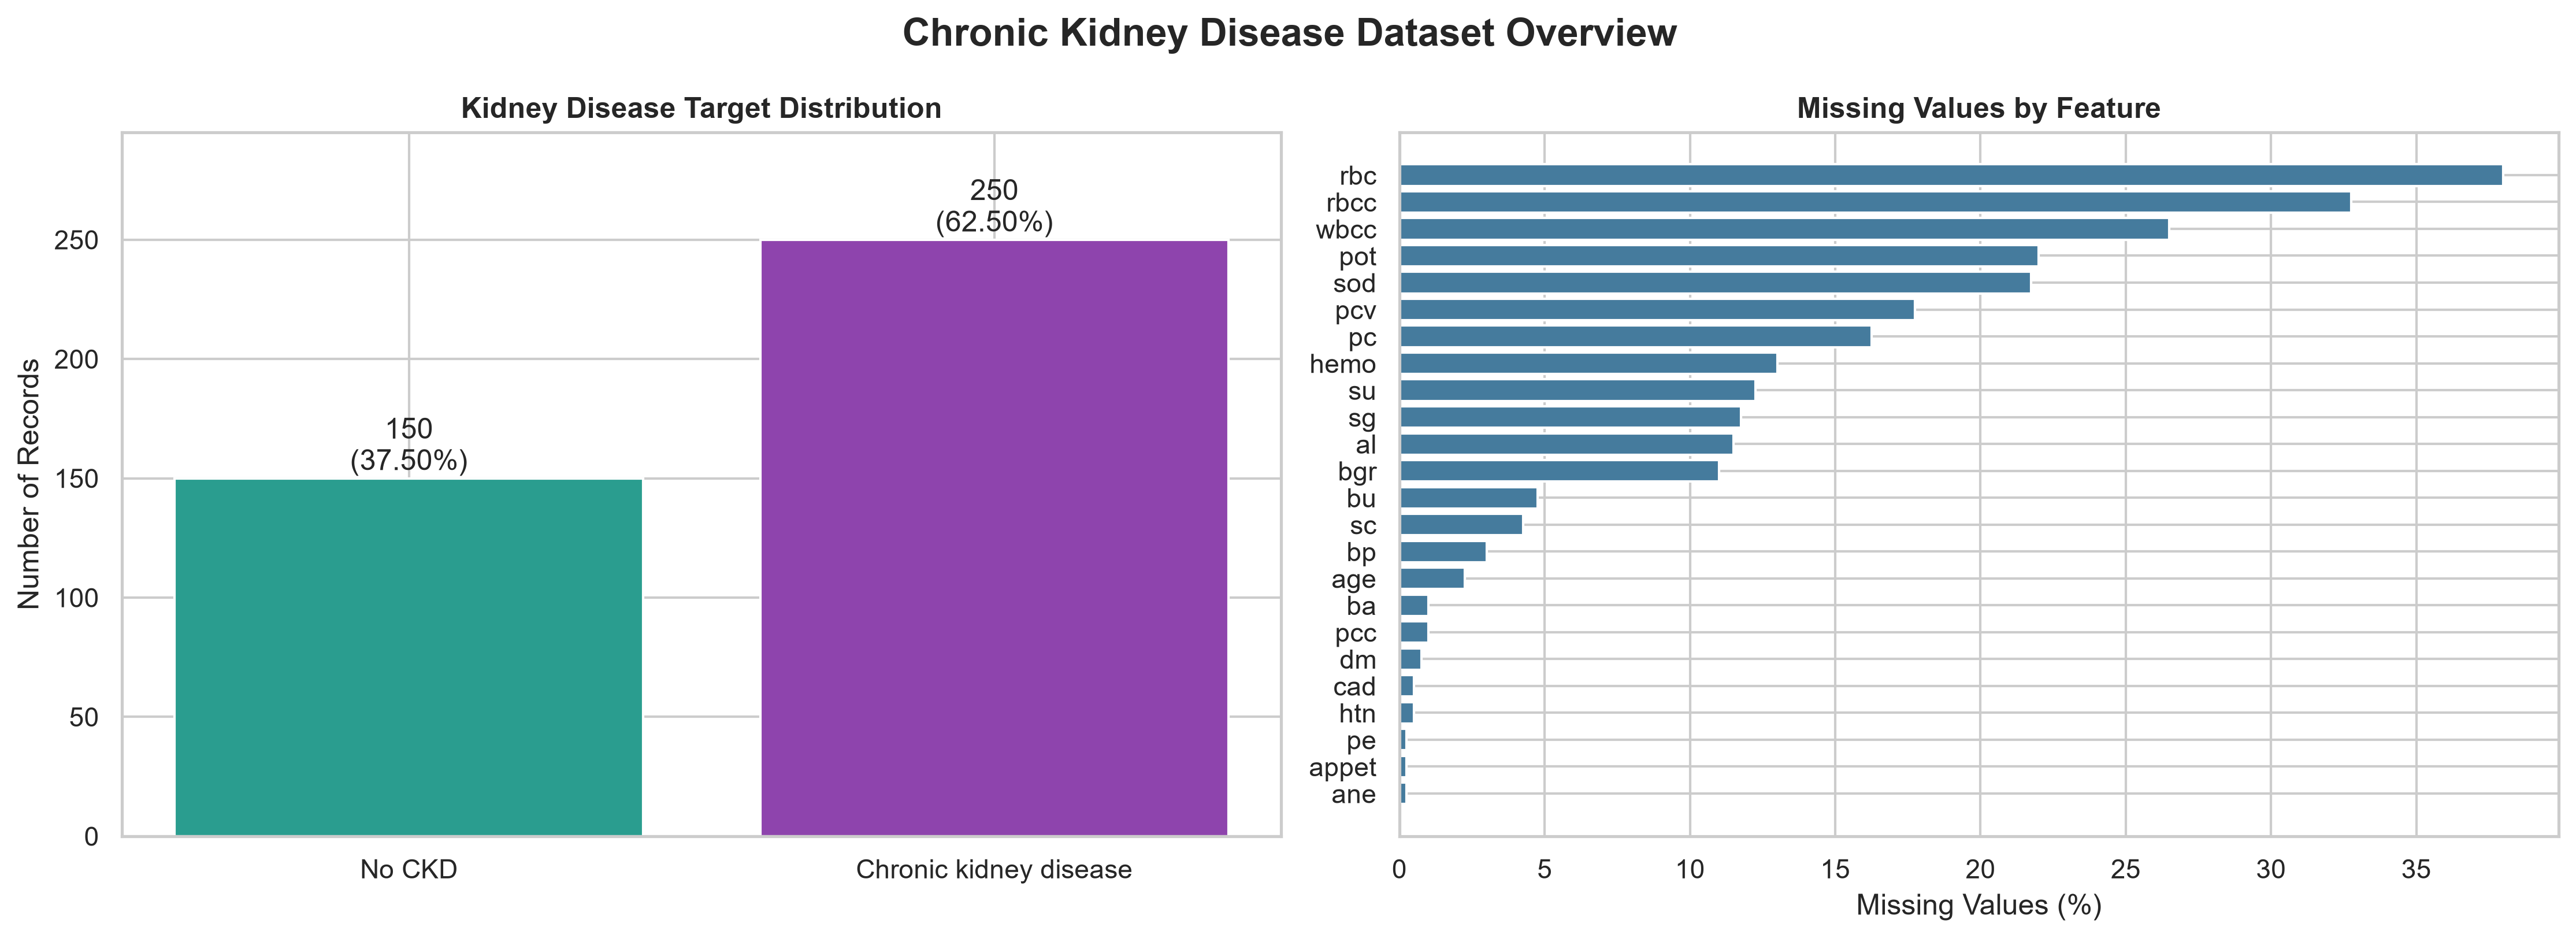 Chronic Kidney Disease Dataset Overview
Kidney Disease Target Distribution
Number of Records
250
200
150
100
50
0
150
(37.50%)
250
(62.50%)
No CKD
Chronic kidney disease
Missing Values by Feature
rbc
rbcc
wbcc
pot
sod
pcv
pc
hemo
su
sg
al
bgr
bu
sc
bp
age
ba
pcc
dm
cad
htn
pe
appet
ane
0 5 10 15 20 25 30 35
Missing Values (%)